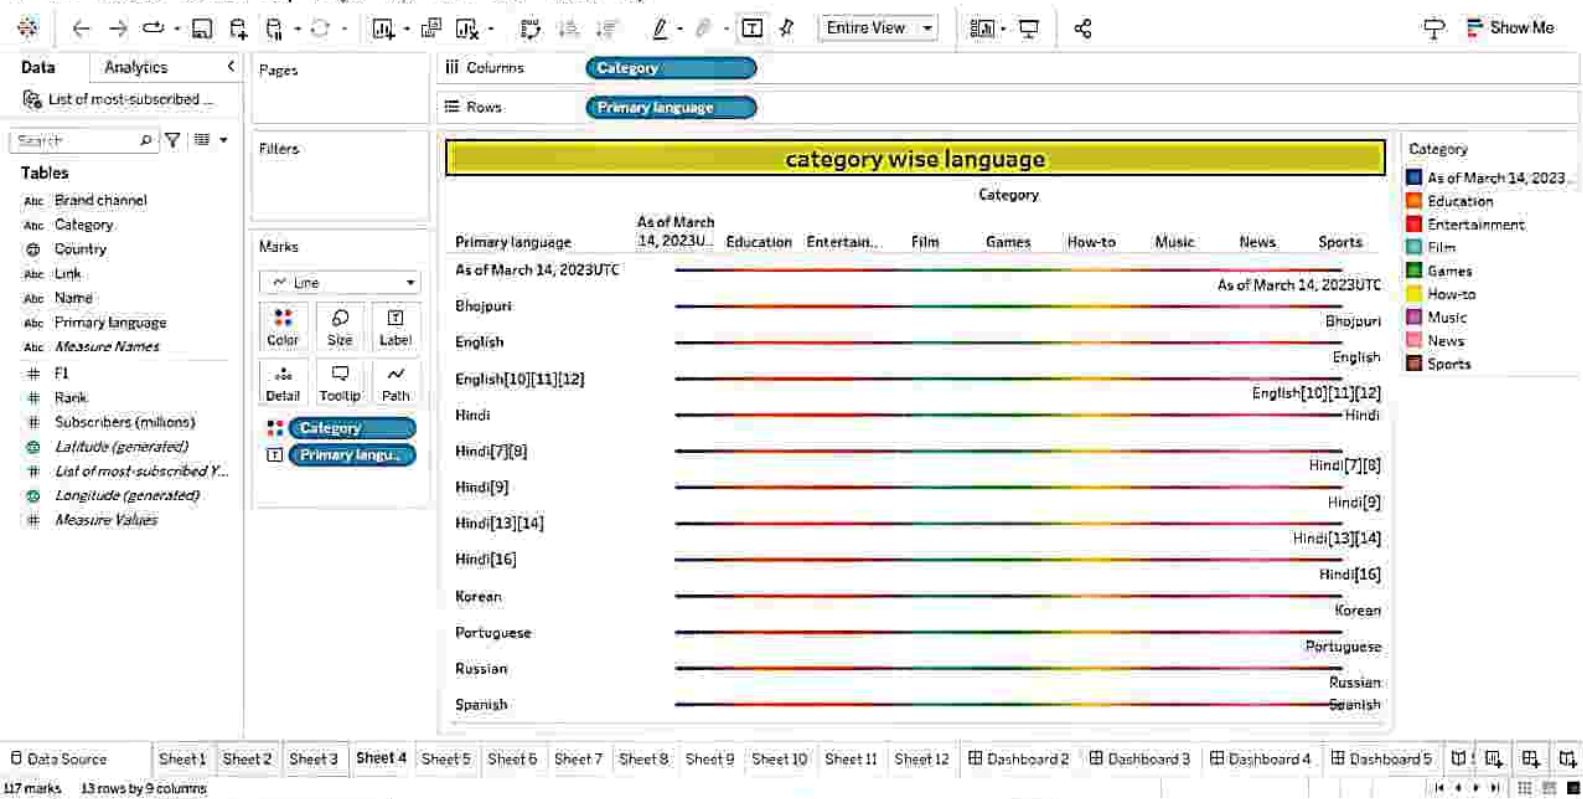 Entire View
Show Me
Data
Analytics
Pages
Columns
Category
List of most-subscribed ...
Rows
Primary language
Search
Filters
Tables
Abc Brand channel
Abc Category
Country
Abc Link
Abc Name
Abc Primary language
Abc Measure Names
# F1
# Rank
# Subscribers (millions)
Latitude (generated)
# List of most-subscribed Y...
Longitude (generated)
# Measure Values
Marks
Line
Color
Size
Label
Detail
Tooltip
Path
Category
Primary langu..
category wise language
Category
Primary language
As of March 14, 2023U..
Education
Entertain..
Film
Games
How-to
Music
News
Sports
As of March 14, 2023UTC
As of March 14, 2023UTC
Bhojpuri
Bhojpuri
English
English
English[10][11][12]
English[10][11][12]
Hindi
Hindi
Hindi[7][8]
Hindi[7][8]
Hindi[9]
Hindi[9]
Hindi[13][14]
Hindi[13][14]
Hindi[16]
Hindi[16]
Korean
Korean
Portuguese
Portuguese
Russian
Russian
Spanish
Spanish
Category
As of March 14, 2023...
Education
Entertainment
Film
Games
How-to
Music
News
Sports
Data Source
Sheet 1
Sheet 2
Sheet 3
Sheet 4
Sheet 5
Sheet 6
Sheet 7
Sheet 8
Sheet 9
Sheet 10
Sheet 11
Sheet 12
Dashboard 2
Dashboard 3
Dashboard 4
Dashboard 5
117 marks
13 rows by 9 columns